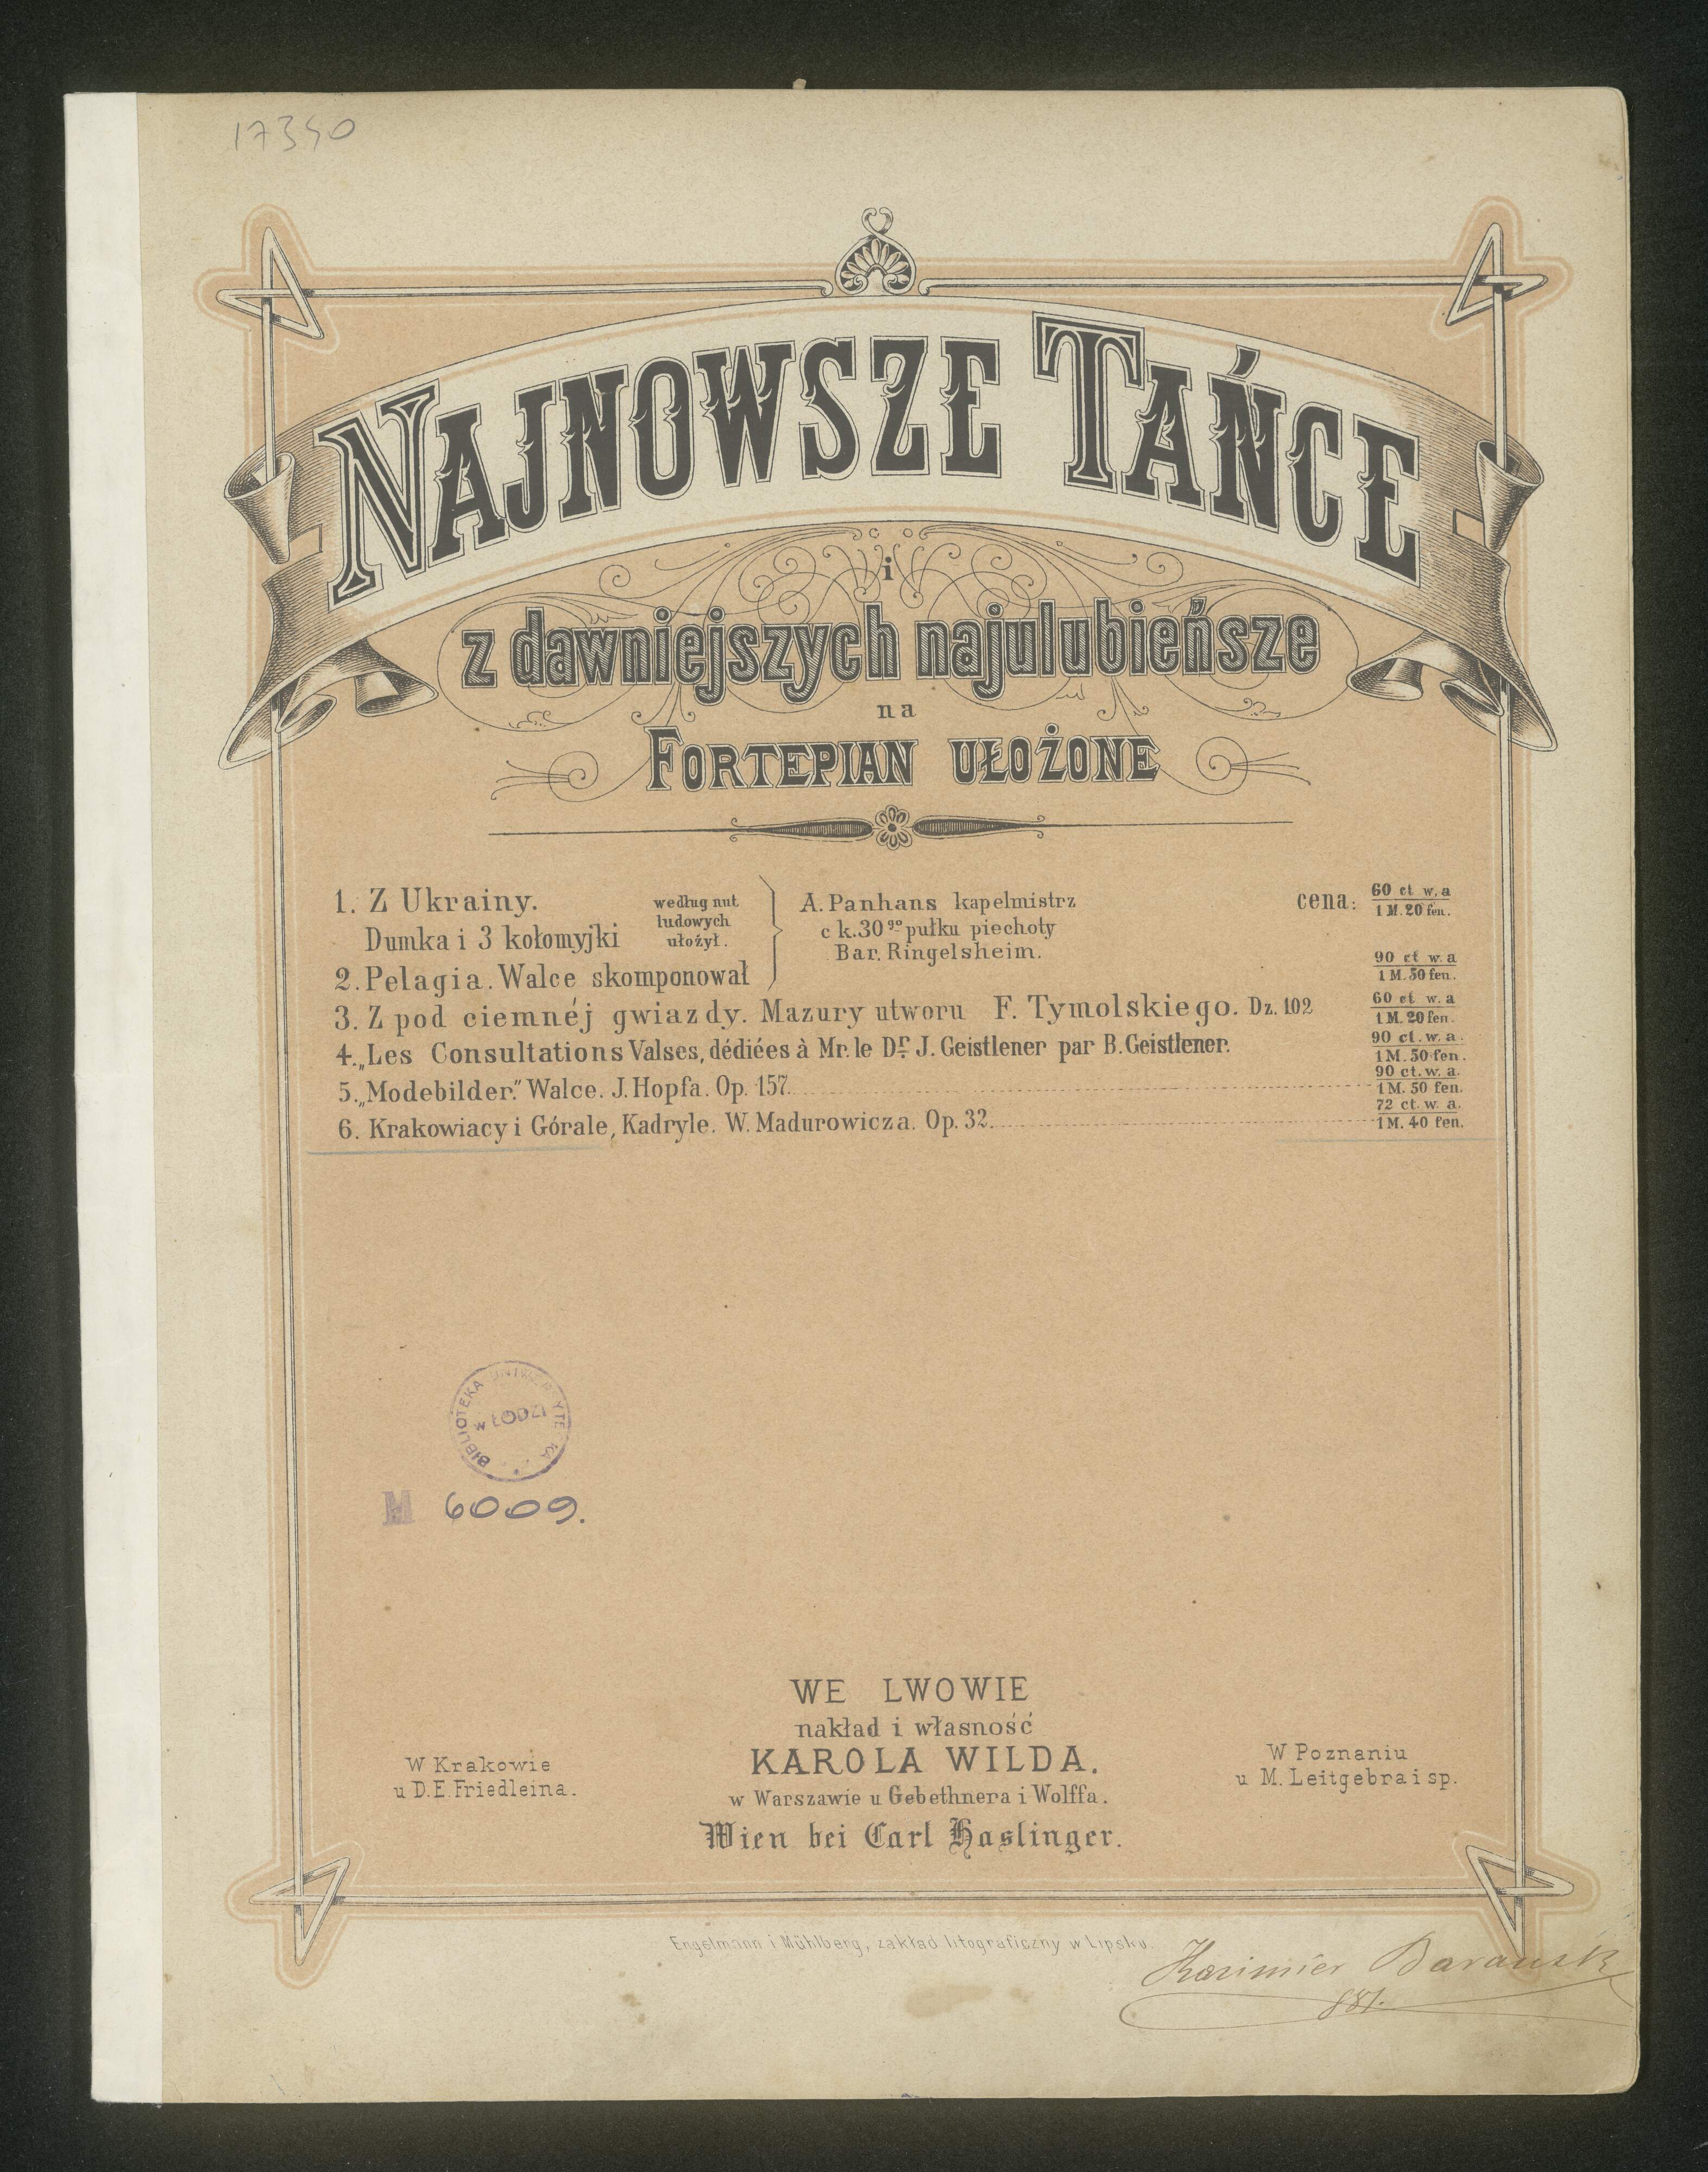 17350
NAJNOWSZE TAŃCE
i
z dawniejszych najulubieńsze
na
FORTEPIAN UŁOŻONE
1. Z Ukrainy.
Dumka i 3 kołomyjki
według nut
ludowych
ułożył.
2. Pelagia. Walce skomponował
A. Panhans kapelmistrz
c k. 30go pułku piechoty
Bar. Ringelsheim.
cena: 60 ct w. a
1 M. 20 fen.
90 ct w. a
1 M. 50 fen.
3. Z pod ciemnéj gwiazdy. Mazury utworu F. Tymolskiego. Dz. 102
60 ct w. a
1 M. 20 fen.
4. „Les Consultations Valses, dédiées à Mr. le Dr J. Geistlener par B. Geistlener.
90 ct. w. a.
1 M. 50 fen.
5. „Modebilder." Walce. J. Hopfa. Op. 157.
90 ct. w. a.
1 M. 50 fen.
6. Krakowiacy i Górale, Kadryle. W. Madurowicza. Op. 32.
72 ct. w. a.
1 M. 40 fen.
BIBLIOTEKA UNIWERSYTECKA
w ŁODZI
M 6009.
WE LWOWIE
nakład i własność
KAROLA WILDA.
w Warszawie u Gebethnera i Wolffa.
Wien bei Carl Haslinger.
W Krakowie
u D. E. Friedleina.
W Poznaniu
u M. Leitgebra i sp.
Engelmann i Mühlberg, zakład litograficzny w Lipsku.
Kazimier
881.